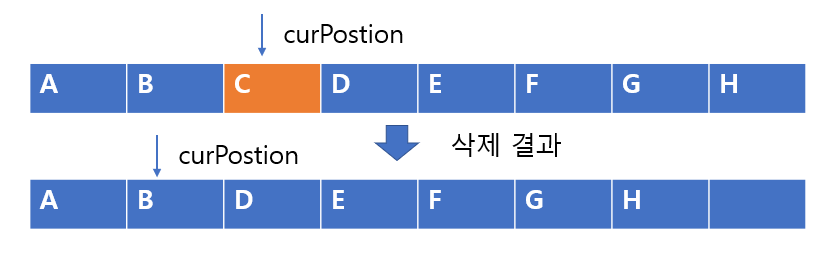 curPostion
A B C D E F G H
삭제 결과
curPostion
A B D E F G H